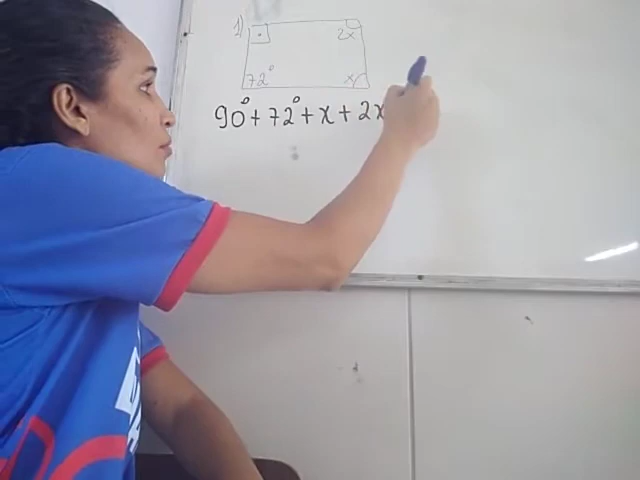 1)
2x
72° x
90° + 72° + x + 2x